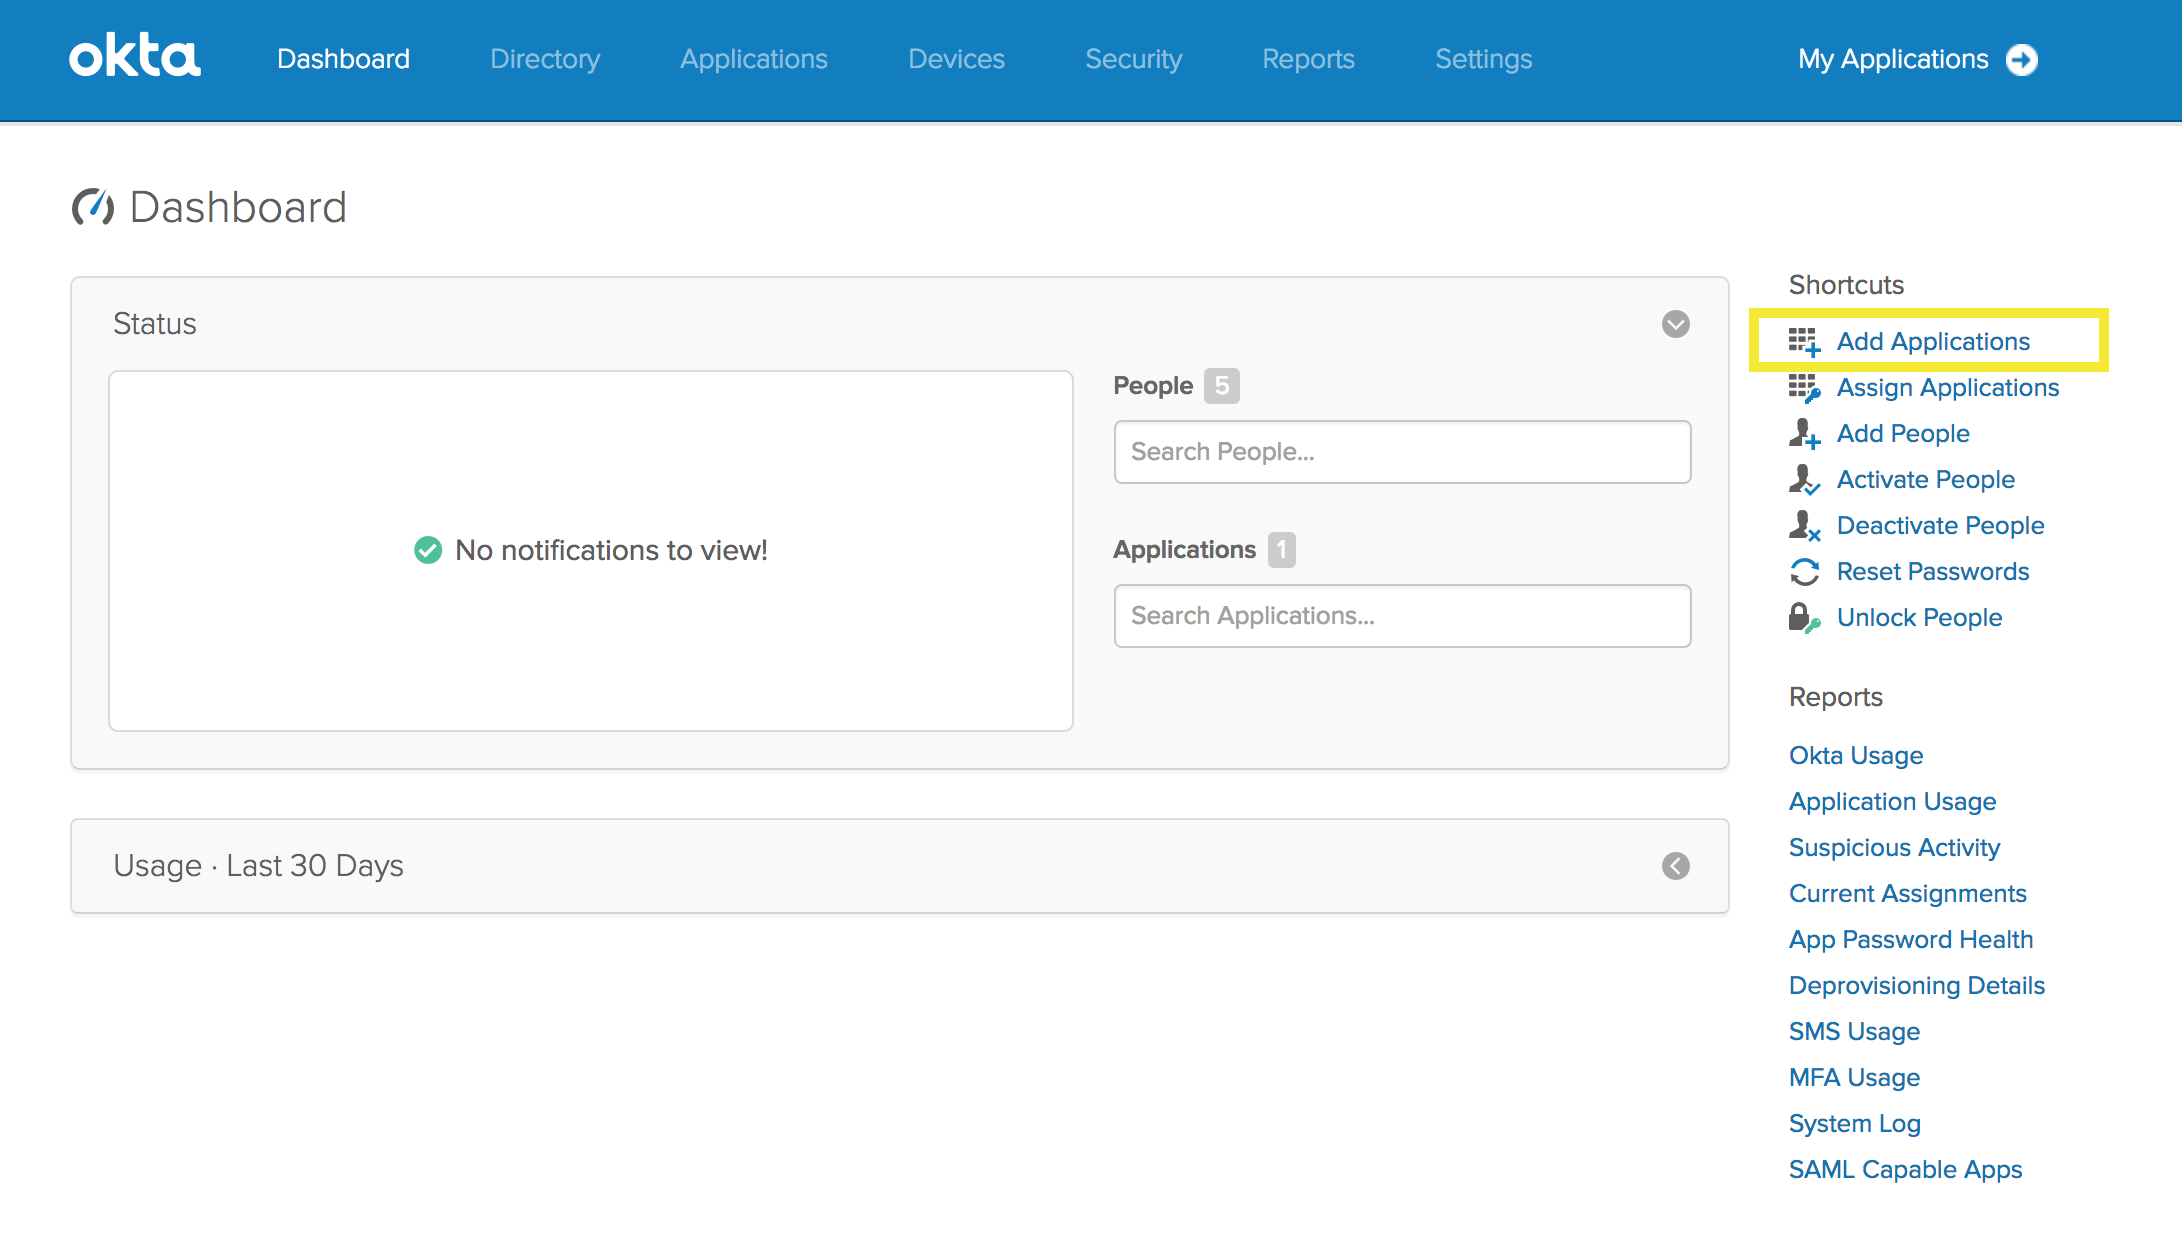 okta Dashboard Directory Applications Devices Security Reports Settings My Applications
Dashboard
Status
No notifications to view!
People 5
Search People...
Applications 1
Search Applications...
Usage · Last 30 Days
Shortcuts
Add Applications
Assign Applications
Add People
Activate People
Deactivate People
Reset Passwords
Unlock People
Reports
Okta Usage
Application Usage
Suspicious Activity
Current Assignments
App Password Health
Deprovisioning Details
SMS Usage
MFA Usage
System Log
SAML Capable Apps